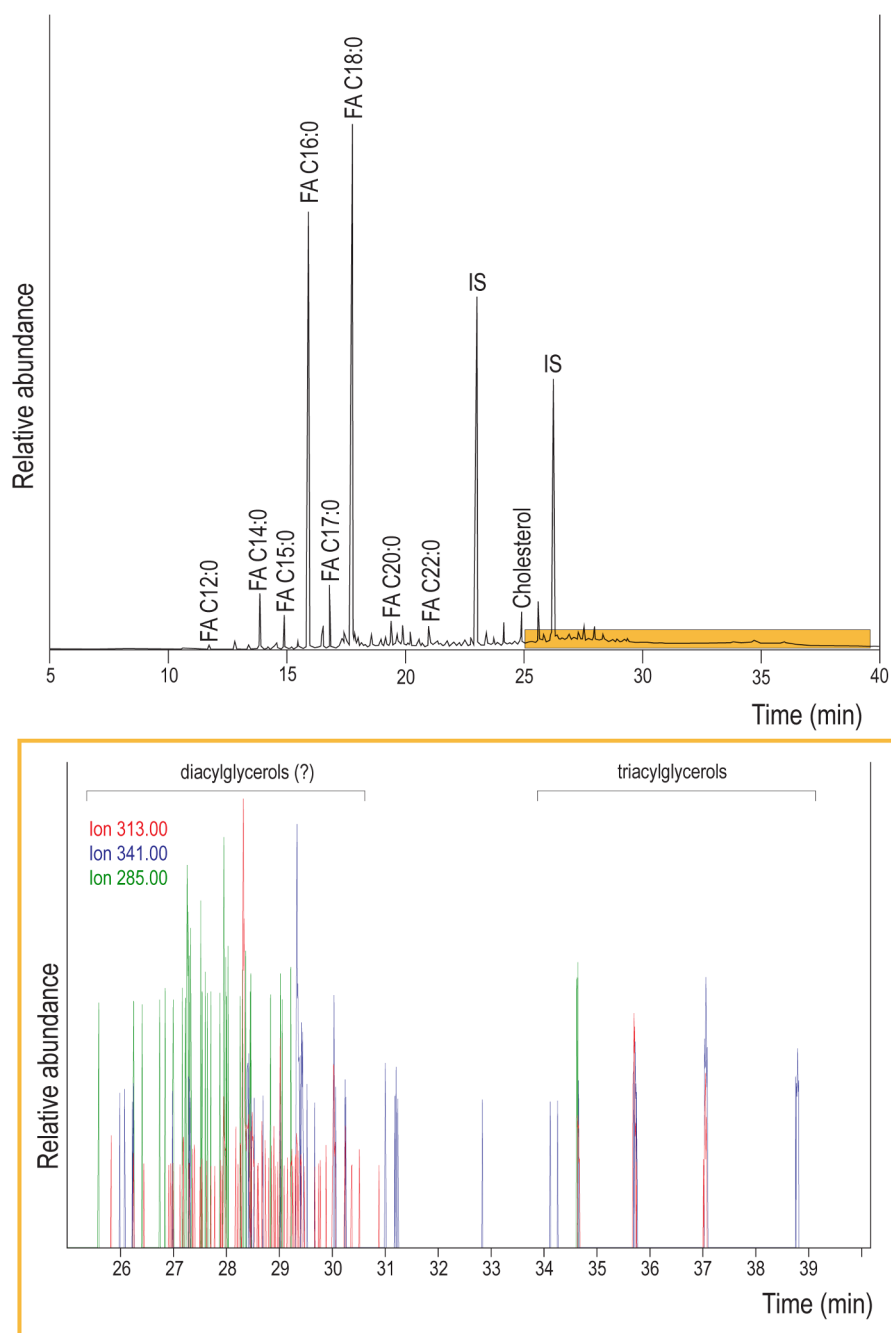 FA C18:0
FA C16:0
IS
IS
FA C17:0
Cholesterol
FA C14:0
FA C15:0
FA C20:0
FA C22:0
FA C12:0
Relative abundance
5 10 15 20 25 30 35 40
Time (min)
diacylglycerols (?) triacylglycerols
Ion 313.00
Ion 341.00
Ion 285.00
Relative abundance
26 27 28 29 30 31 32 33 34 35 36 37 38 39
Time (min)